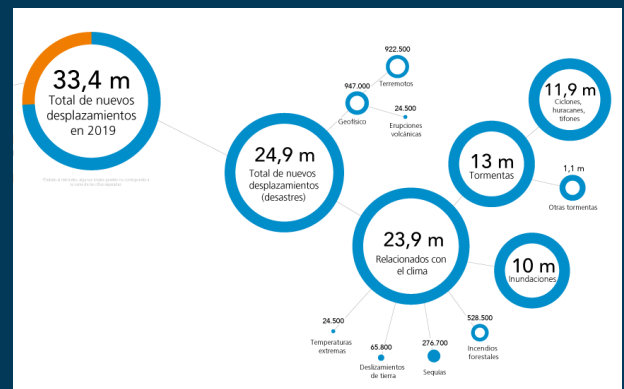 33,4 m
Total de nuevos
desplazamientos
en 2019
24,9 m
Total de nuevos
desplazamientos
(desastres)
947.000
Geofísico
922.500
Terremotos
24.500
Erupciones
volcánicas
23,9 m
Relacionados con
el clima
13 m
Tormentas
11,9 m
Ciclones,
huracanes,
tifones
1,1 m
Otras tormentas
10 m
Inundaciones
528.500
Incendios
forestales
276.700
Sequías
65.800
Deslizamientos
de tierra
24.500
Temperaturas
extremas